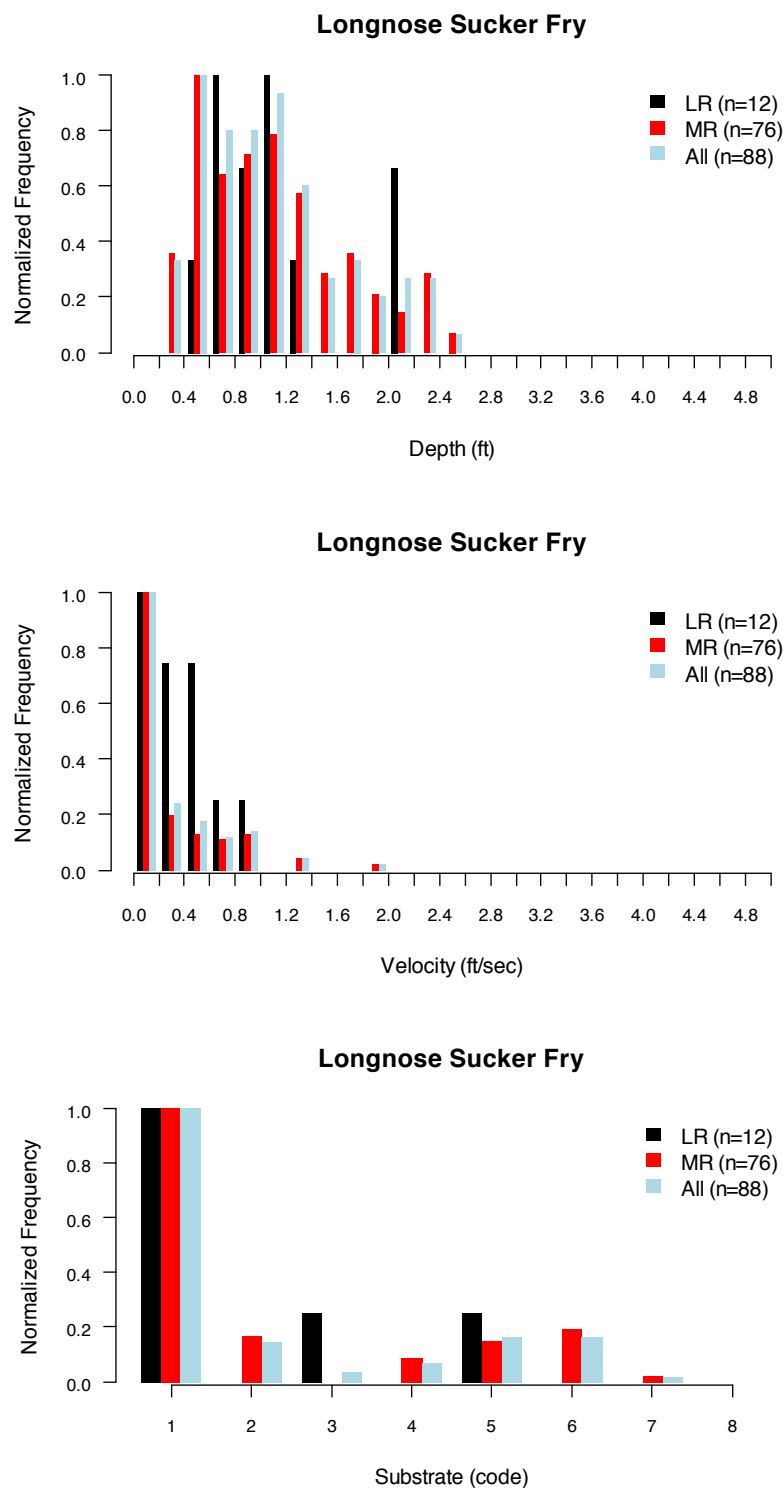 Longnose Sucker Fry
Normalized Frequency
1.0
0.8
0.6
0.4
0.2
0.0
LR (n=12)
MR (n=76)
All (n=88)
0.0 0.4 0.8 1.2 1.6 2.0 2.4 2.8 3.2 3.6 4.0 4.4 4.8
Depth (ft)
Longnose Sucker Fry
Normalized Frequency
1.0
0.8
0.6
0.4
0.2
0.0
LR (n=12)
MR (n=76)
All (n=88)
0.0 0.4 0.8 1.2 1.6 2.0 2.4 2.8 3.2 3.6 4.0 4.4 4.8
Velocity (ft/sec)
Longnose Sucker Fry
Normalized Frequency
1.0
0.8
0.6
0.4
0.2
0.0
LR (n=12)
MR (n=76)
All (n=88)
1 2 3 4 5 6 7 8
Substrate (code)